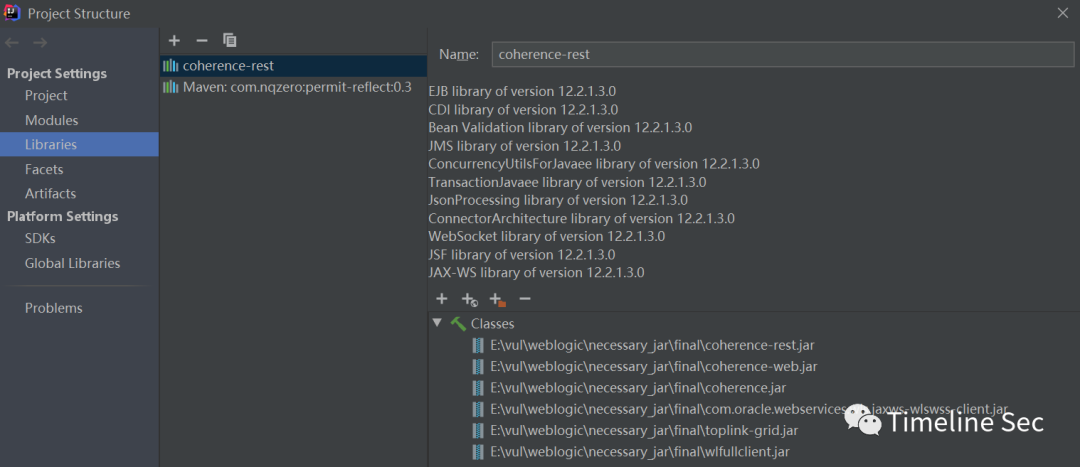 Project Structure
Project Settings
Project
Modules
Libraries
Facets
Artifacts
Platform Settings
SDKs
Global Libraries
Problems
coherence-rest
Maven: com.nqzero:permit-reflect:0.3
Name: coherence-rest
EJB library of version 12.2.1.3.0
CDI library of version 12.2.1.3.0
Bean Validation library of version 12.2.1.3.0
JMS library of version 12.2.1.3.0
ConcurrencyUtilsForJavaee library of version 12.2.1.3.0
TransactionJavaee library of version 12.2.1.3.0
JsonProcessing library of version 12.2.1.3.0
ConnectorArchitecture library of version 12.2.1.3.0
WebSocket library of version 12.2.1.3.0
JSF library of version 12.2.1.3.0
JAX-WS library of version 12.2.1.3.0
Classes
E:\vul\weblogic\necessary_jar\final\coherence-rest.jar
E:\vul\weblogic\necessary_jar\final\coherence-web.jar
E:\vul\weblogic\necessary_jar\final\coherence.jar
E:\vul\weblogic\necessary_jar\final\com.oracle.webservices jaxws-wlswss-client.jar
E:\vul\weblogic\necessary_jar\final\toplink-grid.jar
E:\vul\weblogic\necessary_jar\final\wlfullclient.jar
Timeline Sec